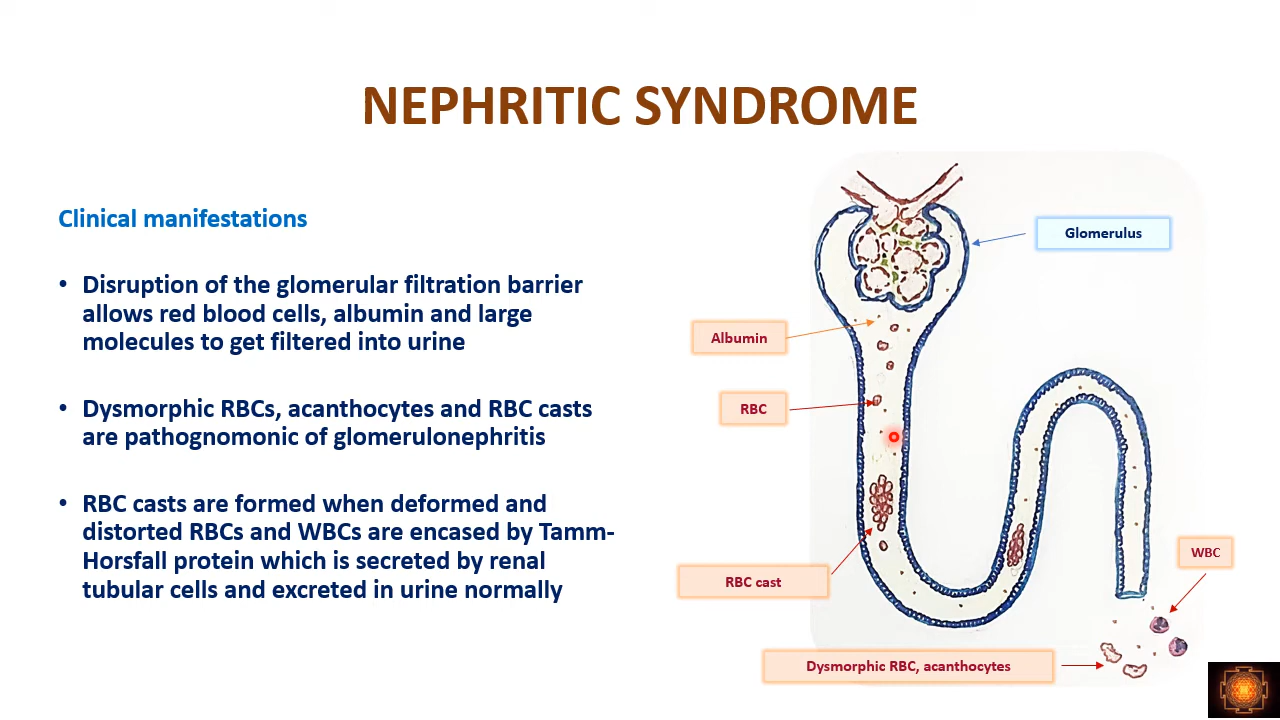 NEPHRITIC SYNDROME
Clinical manifestations
• Disruption of the glomerular filtration barrier
allows red blood cells, albumin and large
molecules to get filtered into urine
• Dysmorphic RBCs, acanthocytes and RBC casts
are pathognomonic of glomerulonephritis
• RBC casts are formed when deformed and
distorted RBCs and WBCs are encased by Tamm-
Horsfall protein which is secreted by renal
tubular cells and excreted in urine normally
Glomerulus
Albumin
RBC
RBC cast
WBC
Dysmorphic RBC, acanthocytes